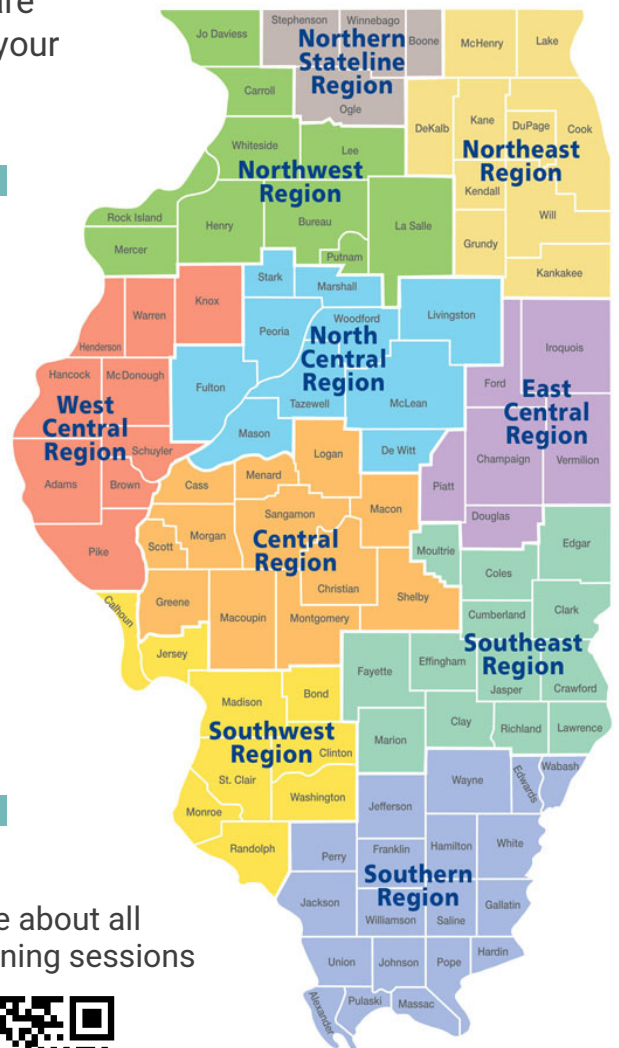 are
your
Jo Daviess
Stephenson
Winnebago
Boone
McHenry
Lake
Northern
Stateline
Region
Carroll
Ogle
DeKalb
Kane
DuPage
Cook
Whiteside
Lee
Northeast
Region
Northwest
Region
Kendall
Will
Rock Island
Henry
Bureau
La Salle
Mercer
Putnam
Grundy
Kankakee
Stark
Marshall
Knox
Warren
Henderson
Peoria
Woodford
Livingston
North
Central
Region
Iroquois
Hancock
McDonough
Fulton
Tazewell
McLean
Ford
East
Central
Region
West
Central
Region
Mason
De Witt
Champaign
Vermilion
Schuyler
Adams
Brown
Cass
Menard
Logan
Piatt
Sangamon
Macon
Douglas
Pike
Scott
Morgan
Central
Region
Moultrie
Edgar
Coles
Christian
Shelby
Greene
Macoupin
Montgomery
Cumberland
Clark
Calhoun
Jersey
Southeast
Region
Fayette
Effingham
Jasper
Crawford
Madison
Bond
Southwest
Region
Clinton
Marion
Clay
Richland
Lawrence
St. Clair
Washington
Wayne
Edwards
Wabash
Monroe
Jefferson
Randolph
Perry
Franklin
Hamilton
White
Southern
Region
Jackson
Williamson
Saline
Gallatin
e about all
ning sessions
Union
Johnson
Pope
Hardin
Alexander
Pulaski
Massac